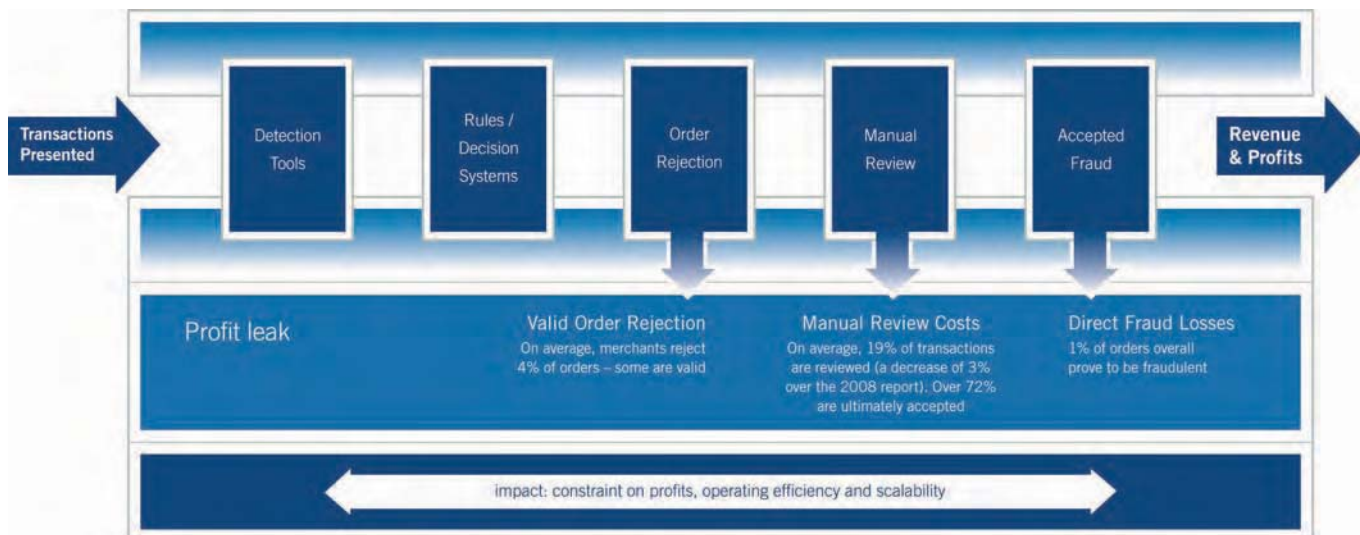 Transactions
Presented
Detection
Tools
Rules /
Decision
Systems
Order
Rejection
Manual
Review
Accepted
Fraud
Revenue
& Profits
Profit leak
Valid Order Rejection
On average, merchants reject
4% of orders – some are valid
Manual Review Costs
On average, 19% of transactions
are reviewed (a decrease of 3%
over the 2008 report). Over 72%
are ultimately accepted
Direct Fraud Losses
1% of orders overall
prove to be fraudulent
impact: constraint on profits, operating efficiency and scalability